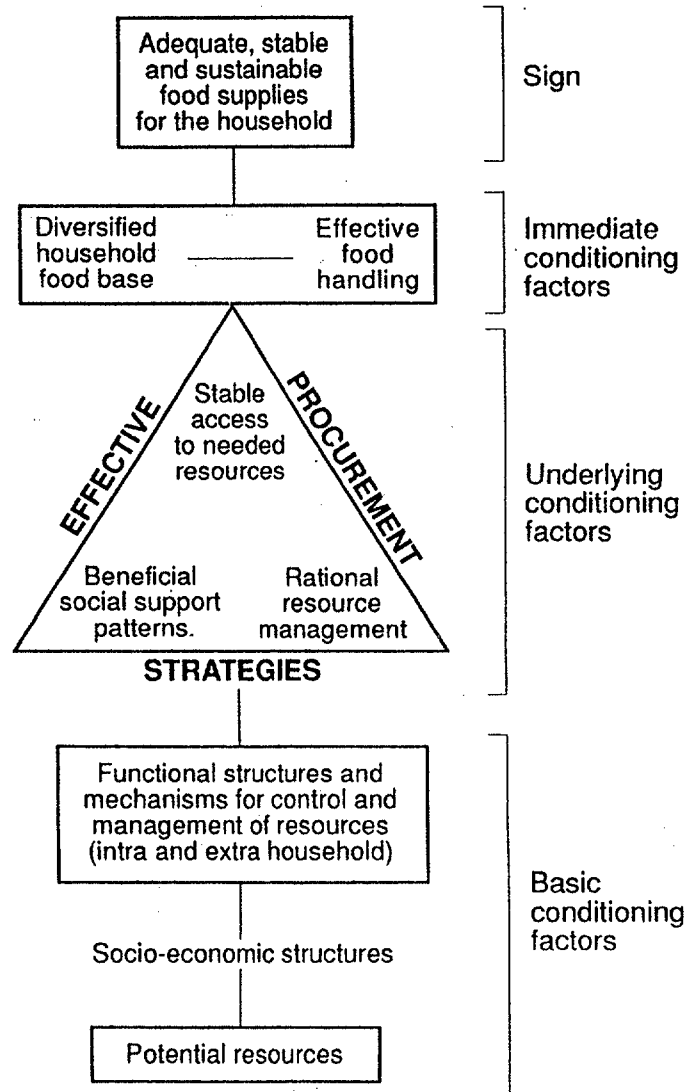 Adequate, stable
and sustainable
food supplies
for the household
Sign
Diversified
household
food base
Effective
food
handling
Immediate
conditioning
factors
EFFECTIVE
PROCUREMENT
STRATEGIES
Stable
access
to needed
resources
Beneficial
social support
patterns.
Rational
resource
management
Underlying
conditioning
factors
Functional structures and
mechanisms for control and
management of resources
(intra and extra household)
Socio-economic structures
Potential resources
Basic
conditioning
factors